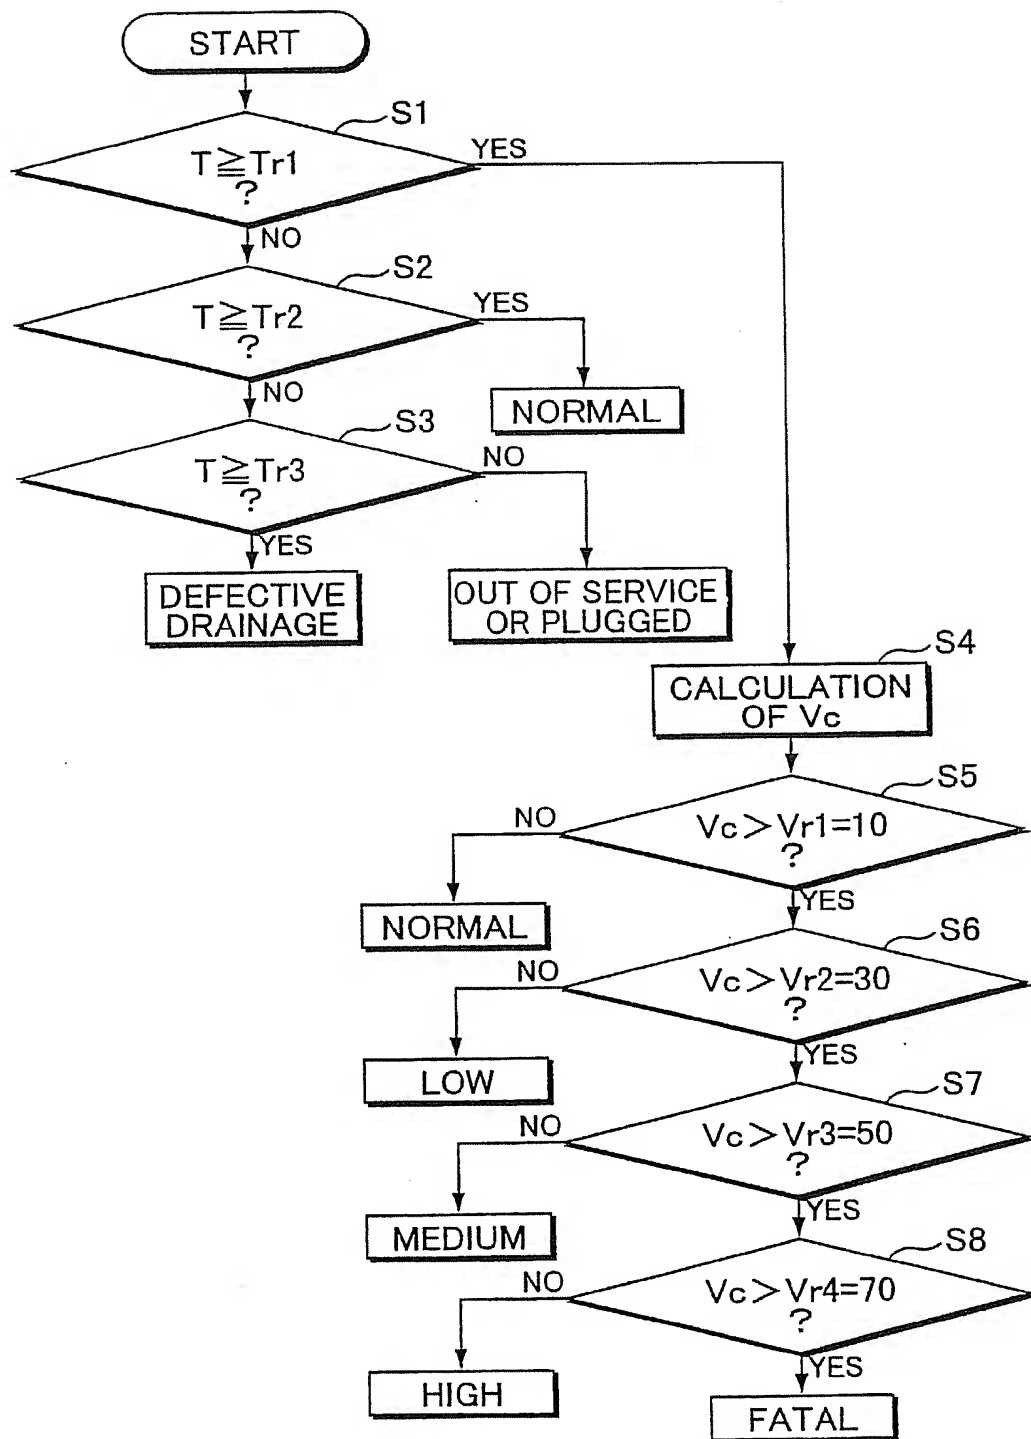 START
S1
T≧Tr1
?
YES
NO
S2
T≧Tr2
?
YES
NORMAL
NO
S3
T≧Tr3
?
NO
YES
DEFECTIVE
DRAINAGE
OUT OF SERVICE
OR PLUGGED
S4
CALCULATION
OF Vc
S5
Vc>Vr1=10
?
NO
YES
NORMAL
S6
Vc>Vr2=30
?
NO
YES
LOW
S7
Vc>Vr3=50
?
NO
YES
MEDIUM
S8
Vc>Vr4=70
?
NO
YES
HIGH
FATAL